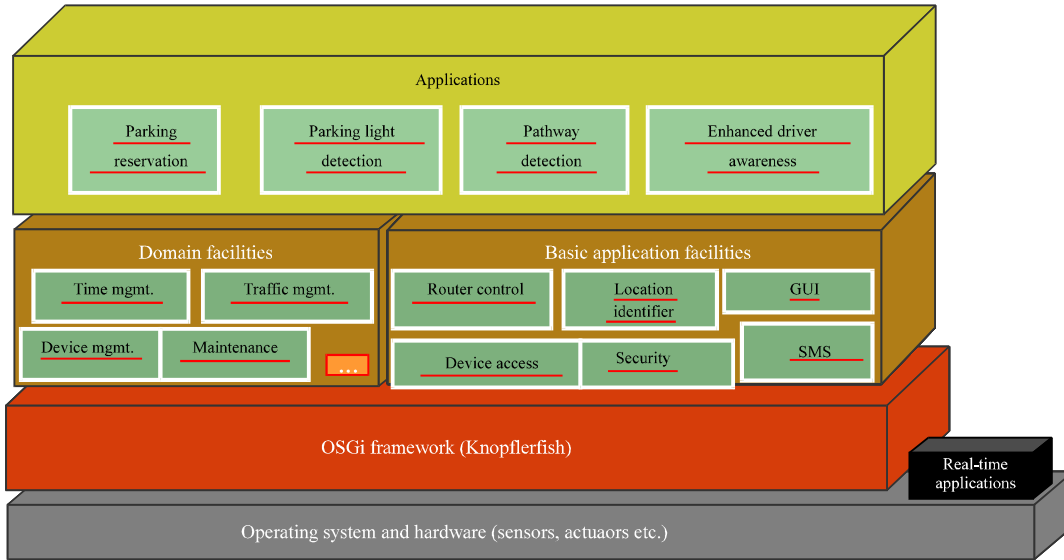 Applications
Parking
reservation
Parking light
detection
Pathway
detection
Enhanced driver
awareness
Domain facilities
Time mgmt.
Traffic mgmt.
Device mgmt.
Maintenance
...
Basic application facilities
Router control
Location
identifier
GUI
Device access
Security
SMS
OSGi framework (Knopflerfish)
Real-time
applications
Operating system and hardware (sensors, actuaors etc.)